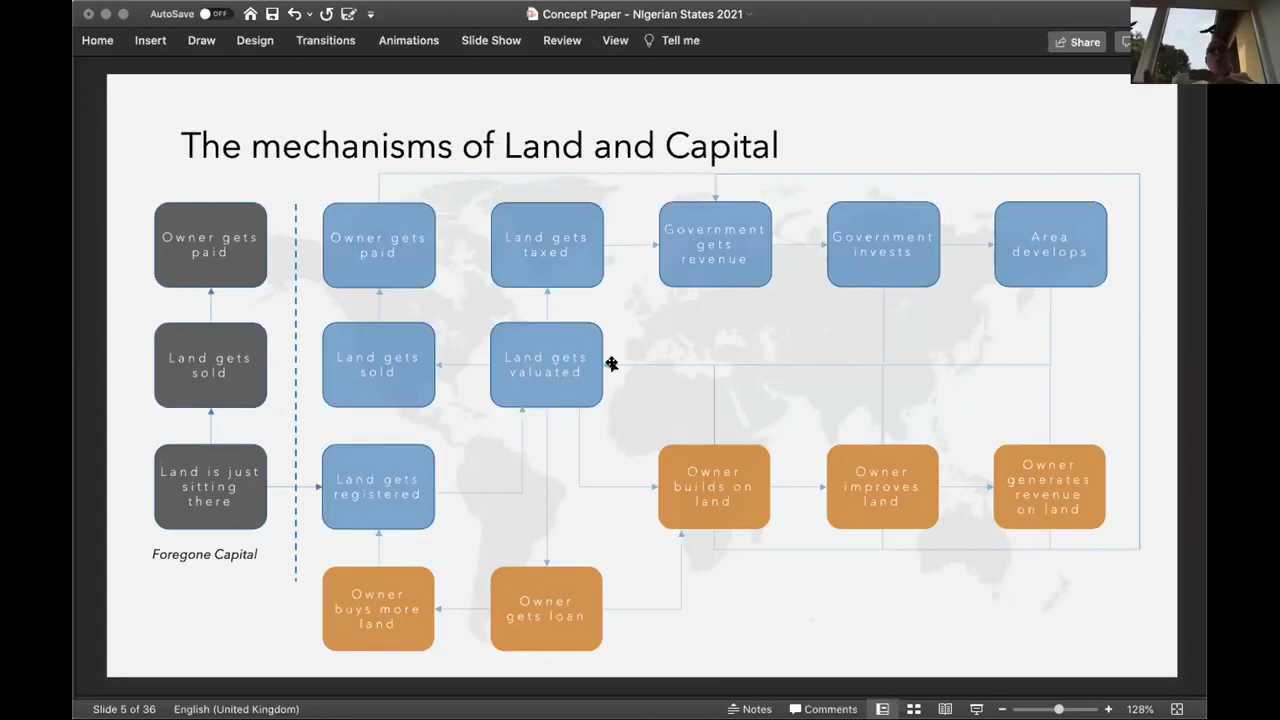 AutoSave OFF
Concept Paper - NIgerian States 2021
Home Insert Draw Design Transitions Animations Slide Show Review View Tell me Share
The mechanisms of Land and Capital
Owner gets
paid
Owner gets
paid
Land gets
taxed
Government
gets
revenue
Government
invests
Area
develops
Land gets
sold
Land gets
sold
Land gets
valuated
Land is just
sitting
there
Land gets
registered
Owner
builds on
land
Owner
improves
land
Owner
generates
revenue
on land
Foregone Capital
Owner
buys more
land
Owner
gets loan
Slide 5 of 36 English (United Kingdom) Notes Comments 128%